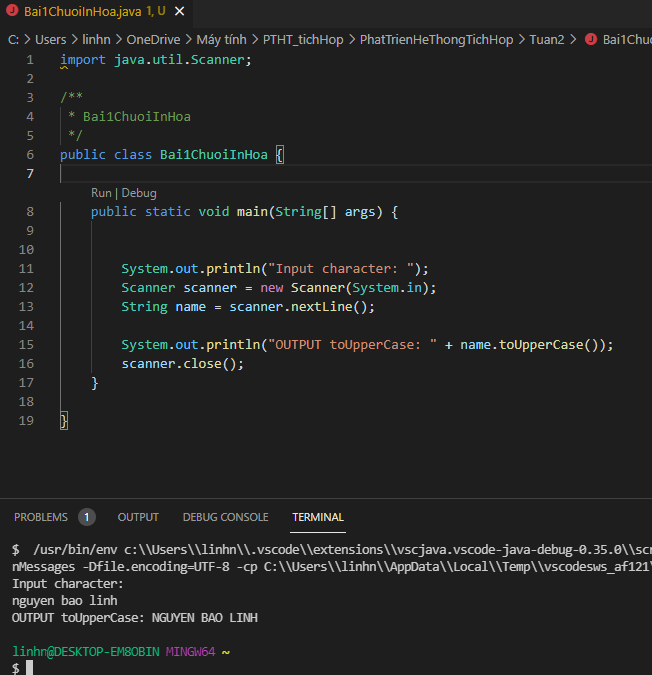 Bai1ChuoiInHoa.java 1, U
C: > Users > linhn > OneDrive > Máy tính > PTHT_tichHop > PhatTrienHeThongTichHop > Tuan2 > Bai1Chuo
1 import java.util.Scanner;
2
3 /**
4 * Bai1ChuoiInHoa
5 */
6 public class Bai1ChuoiInHoa {
7
Run | Debug
8 public static void main(String[] args) {
9
10
11 System.out.println("Input character: ");
12 Scanner scanner = new Scanner(System.in);
13 String name = scanner.nextLine();
14
15 System.out.println("OUTPUT toUpperCase: " + name.toUpperCase());
16 scanner.close();
17 }
18
19 }
PROBLEMS 1 OUTPUT DEBUG CONSOLE TERMINAL
$ /usr/bin/env c:\\Users\\linhn\\.vscode\\extensions\\vscjava.vscode-java-debug-0.35.0\\scr
nMessages -Dfile.encoding=UTF-8 -cp C:\\Users\\linhn\\AppData\\Local\\Temp\\vscodesws_af121\
Input character:
nguyen bao linh
OUTPUT toUpperCase: NGUYEN BAO LINH
linhn@DESKTOP-EM8OBIN MINGW64 ~
$